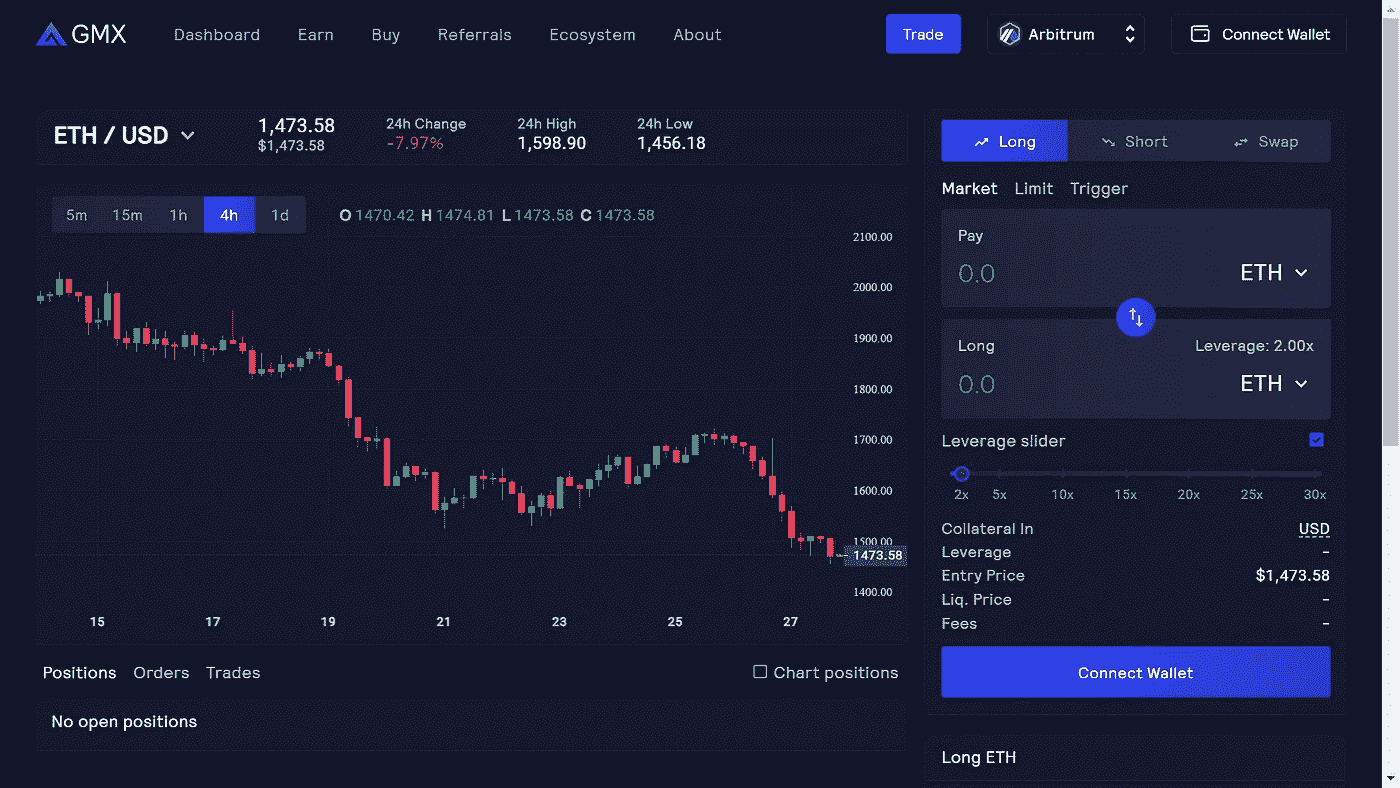 GMX Dashboard Earn Buy Referrals Ecosystem About Trade Arbitrum Connect Wallet
ETH / USD 1,473.58 $1,473.58 24h Change -7.97% 24h High 1,598.90 24h Low 1,456.18
5m 15m 1h 4h 1d O 1470.42 H 1474.81 L 1473.58 C 1473.58
2100.00
2000.00
1900.00
1800.00
1700.00
1600.00
1500.00
1473.58
1400.00
15 17 19 21 23 25 27
Positions Orders Trades Chart positions
No open positions
Long Short Swap
Market Limit Trigger
Pay
0.0 ETH
Long Leverage: 2.00x
0.0 ETH
Leverage slider
2x 5x 10x 15x 20x 25x 30x
Collateral In USD
Leverage -
Entry Price $1,473.58
Liq. Price -
Fees -
Connect Wallet
Long ETH